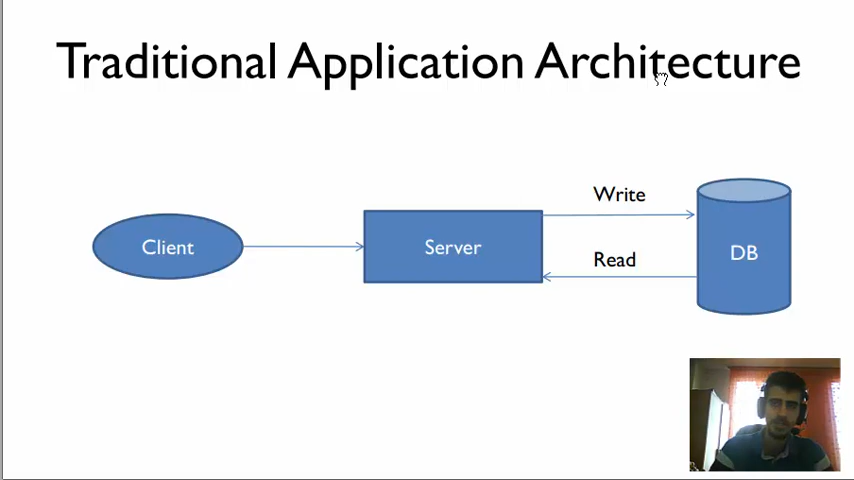 Traditional Application Architecture
Write
Client
Server
DB
Read